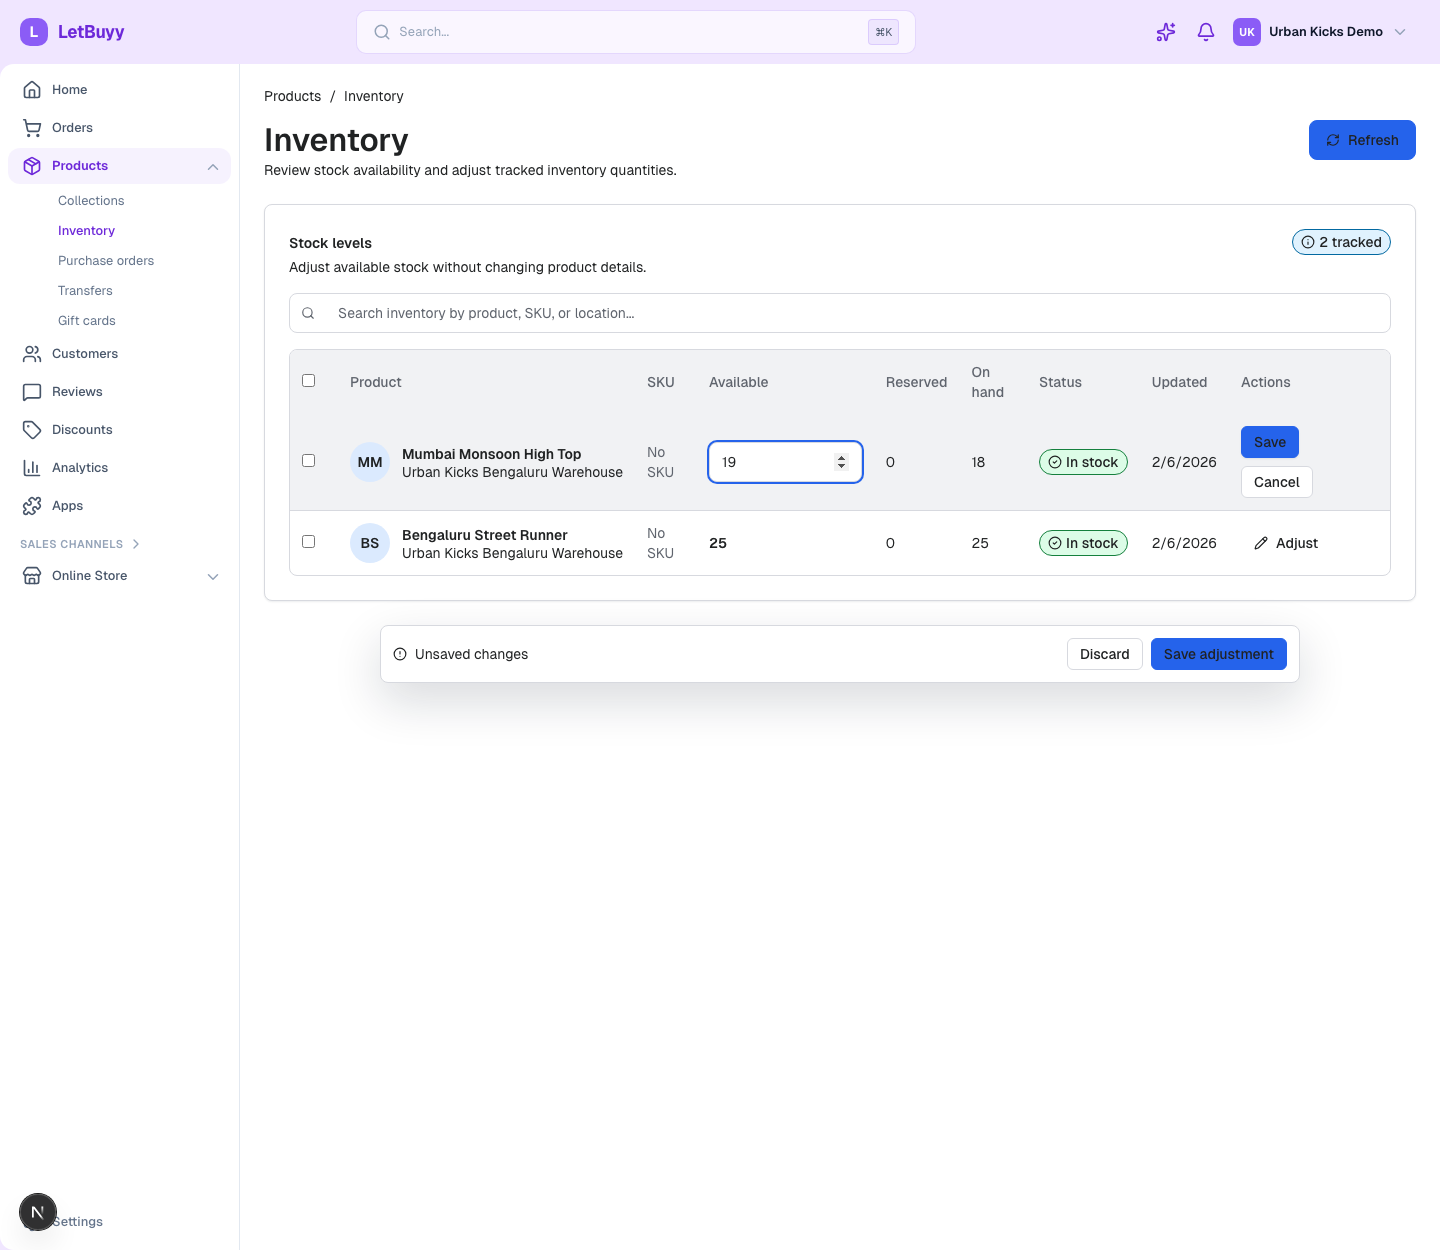 L LetBuyy
Search...
⌘K
UK Urban Kicks Demo
Home
Orders
Products
Collections
Inventory
Purchase orders
Transfers
Gift cards
Customers
Reviews
Discounts
Analytics
Apps
SALES CHANNELS
Online Store
N
Settings
Products / Inventory
Inventory
Review stock availability and adjust tracked inventory quantities.
Refresh
Stock levels
2 tracked
Adjust available stock without changing product details.
Search inventory by product, SKU, or location...
Product SKU Available Reserved On hand Status Updated Actions
MM Mumbai Monsoon High Top
Urban Kicks Bengaluru Warehouse
No SKU
19
0
18
In stock
2/6/2026
Save
Cancel
BS Bengaluru Street Runner
Urban Kicks Bengaluru Warehouse
No SKU
25
0
25
In stock
2/6/2026
Adjust
Unsaved changes
Discard
Save adjustment